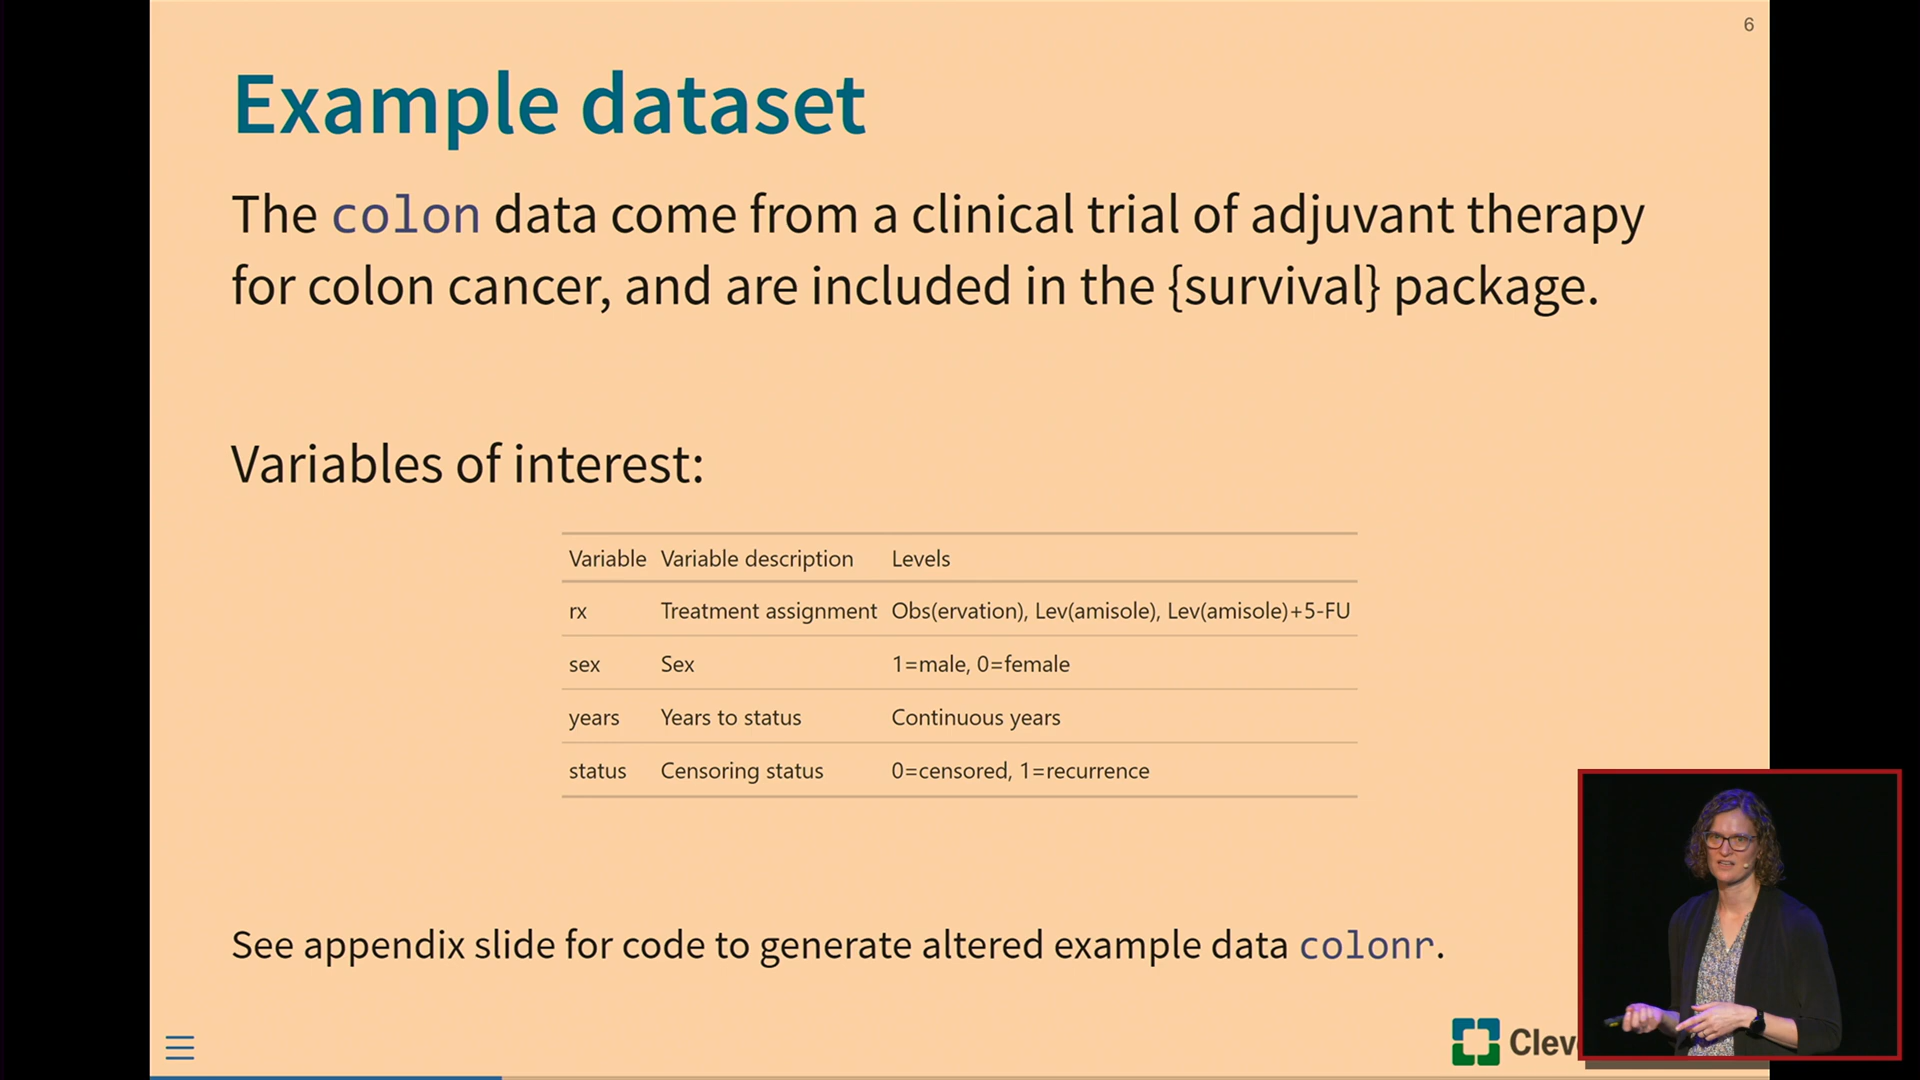 6
Example dataset
The colon data come from a clinical trial of adjuvant therapy
for colon cancer, and are included in the {survival} package.
Variables of interest:
Variable Variable description Levels
rx Treatment assignment Obs(ervation), Lev(amisole), Lev(amisole)+5-FU
sex Sex 1=male, 0=female
years Years to status Continuous years
status Censoring status 0=censored, 1=recurrence
See appendix slide for code to generate altered example data colonr.